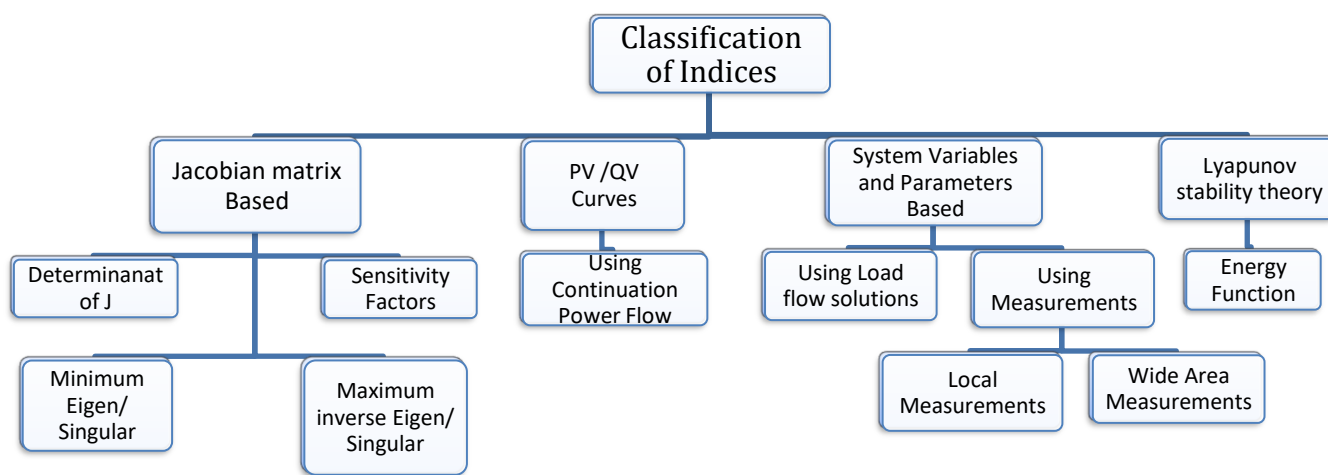 Classification
of Indices
Jacobian matrix
Based
PV /QV
Curves
System Variables
and Parameters
Based
Lyapunov
stability theory
Determinanat
of J
Sensitivity
Factors
Using
Continuation
Power Flow
Using Load
flow solutions
Using
Measurements
Energy
Function
Minimum
Eigen/
Singular
Maximum
inverse Eigen/
Singular
Local
Measurements
Wide Area
Measurements